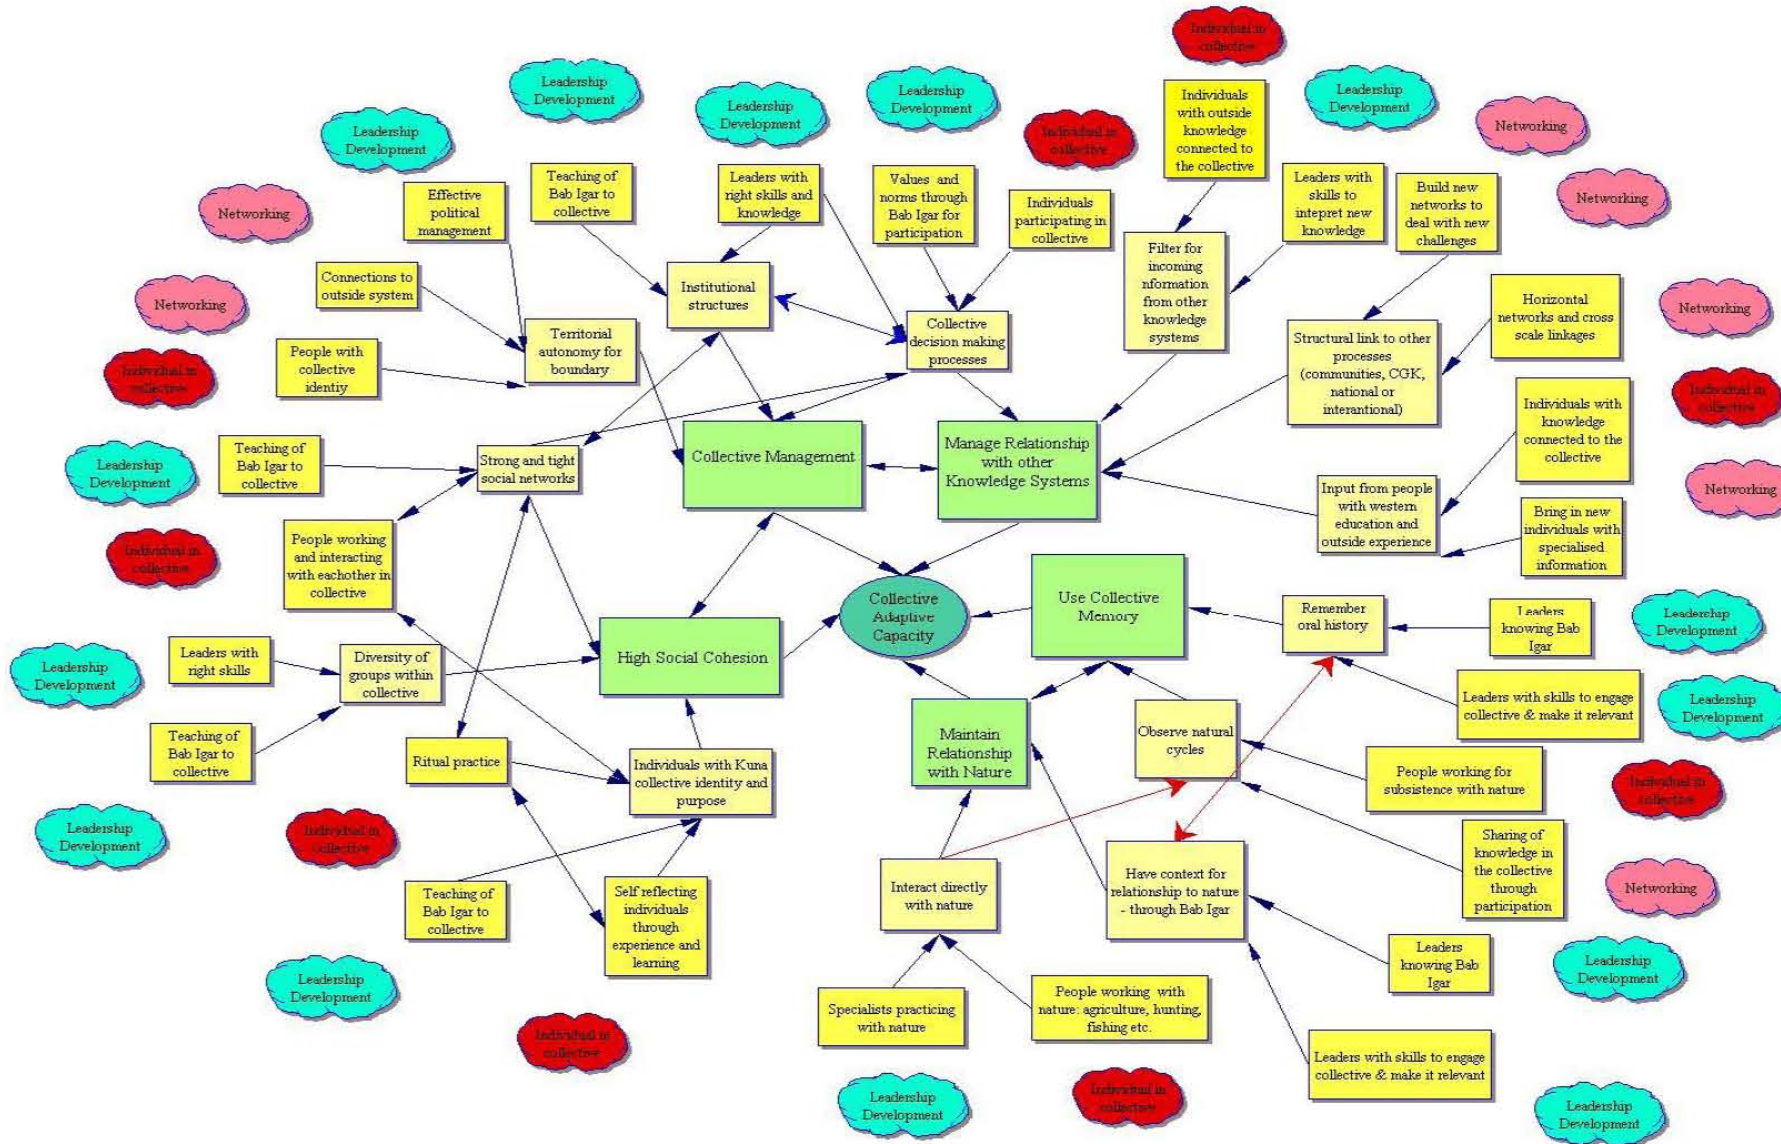 Individual in
collective
Leadership
Development
Leadership
Development
Leadership
Development
Leadership
Development
Leadership
Development
Individual in
collective
Networking
Networking
Networking
Networking
Individuals
with outside
knowledge
connected to
the collective
Teaching of
Bab Igar to
collective
Leaders with
right skills and
knowledge
Values and
norms through
Bab Igar for
participation
Individuals
participating in
collective
Leaders with
skills to
intepret new
knowledge
Build new
networks to
deal with new
challenges
Effective
political
management
Connections to
outside system
Institutional
structures
Filter for
incoming
nformation
from other
knowledge
systems
Horizontal
networks and cross
scale linkages
Networking
People with
collective
identiy
Territorial
autonomy for
boundary
Collective
decision making
processes
Structural link to other
processes
(communities, CGK,
national or
interantional)
Individual in
collective
Individual in
collective
Individuals with
knowledge
connected to the
collective
Leadership
Development
Teaching of
Bab Igar to
collective
Strong and tight
social networks
Collective Management
Manage Relationship
with other
Knowledge Systems
Input from people
with western
education and
outside experience
Networking
Individual in
collective
People working
and interacting
with eachother in
collective
Bring in new
individuals with
specialised
information
Collective
Adaptive
Capacity
Use Collective
Memory
Remember
oral history
Leaders
knowing Bab
Igar
Leadership
Development
Leadership
Development
Leaders with
right skills
Diversity of
groups within
collective
High Social Cohesion
Leaders with skills to engage
collective & make it relevant
Leadership
Development
Teaching of
Bab Igar to
collective
Ritual practice
Individuals with Kuna
collective identity and
purpose
Maintain
Relationship
with Nature
Observe natural
cycles
People working for
subsistence with nature
Individual in
collective
Leadership
Development
Individual in
collective
Sharing of
knowledge in
the collective
through
participation
Networking
Teaching of
Bab Igar to
collective
Self reflecting
individuals
through
experience and
learning
Interact directly
with nature
Have context for
relationship to nature
- through Bab Igar
Leaders
knowing Bab
Igar
Leadership
Development
Leadership
Development
Individual in
collective
Specialists practicing
with nature
People working with
nature: agriculture, hunting,
fishing etc.
Leaders with skills to engage
collective & make it relevant
Leadership
Development
Individual in
collective
Leadership
Development